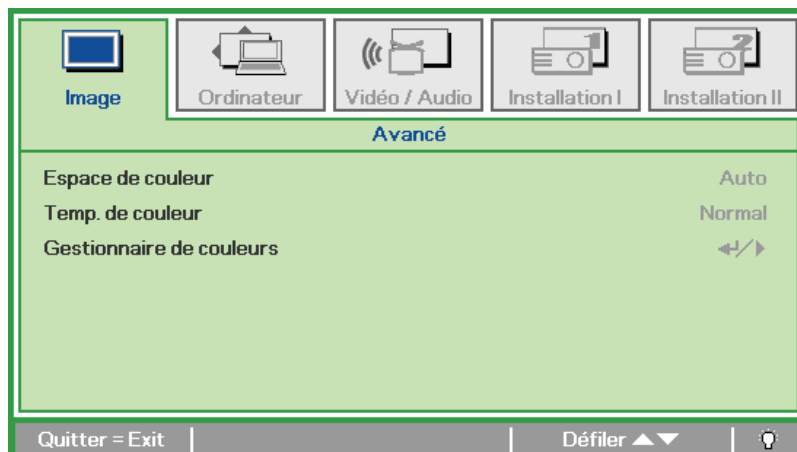 Image Ordinateur Vidéo / Audio Installation I Installation II
Avancé
Espace de couleur Auto
Temp. de couleur Normal
Gestionnaire de couleurs ↵/▶
Quitter = Exit Défiler ▲▼